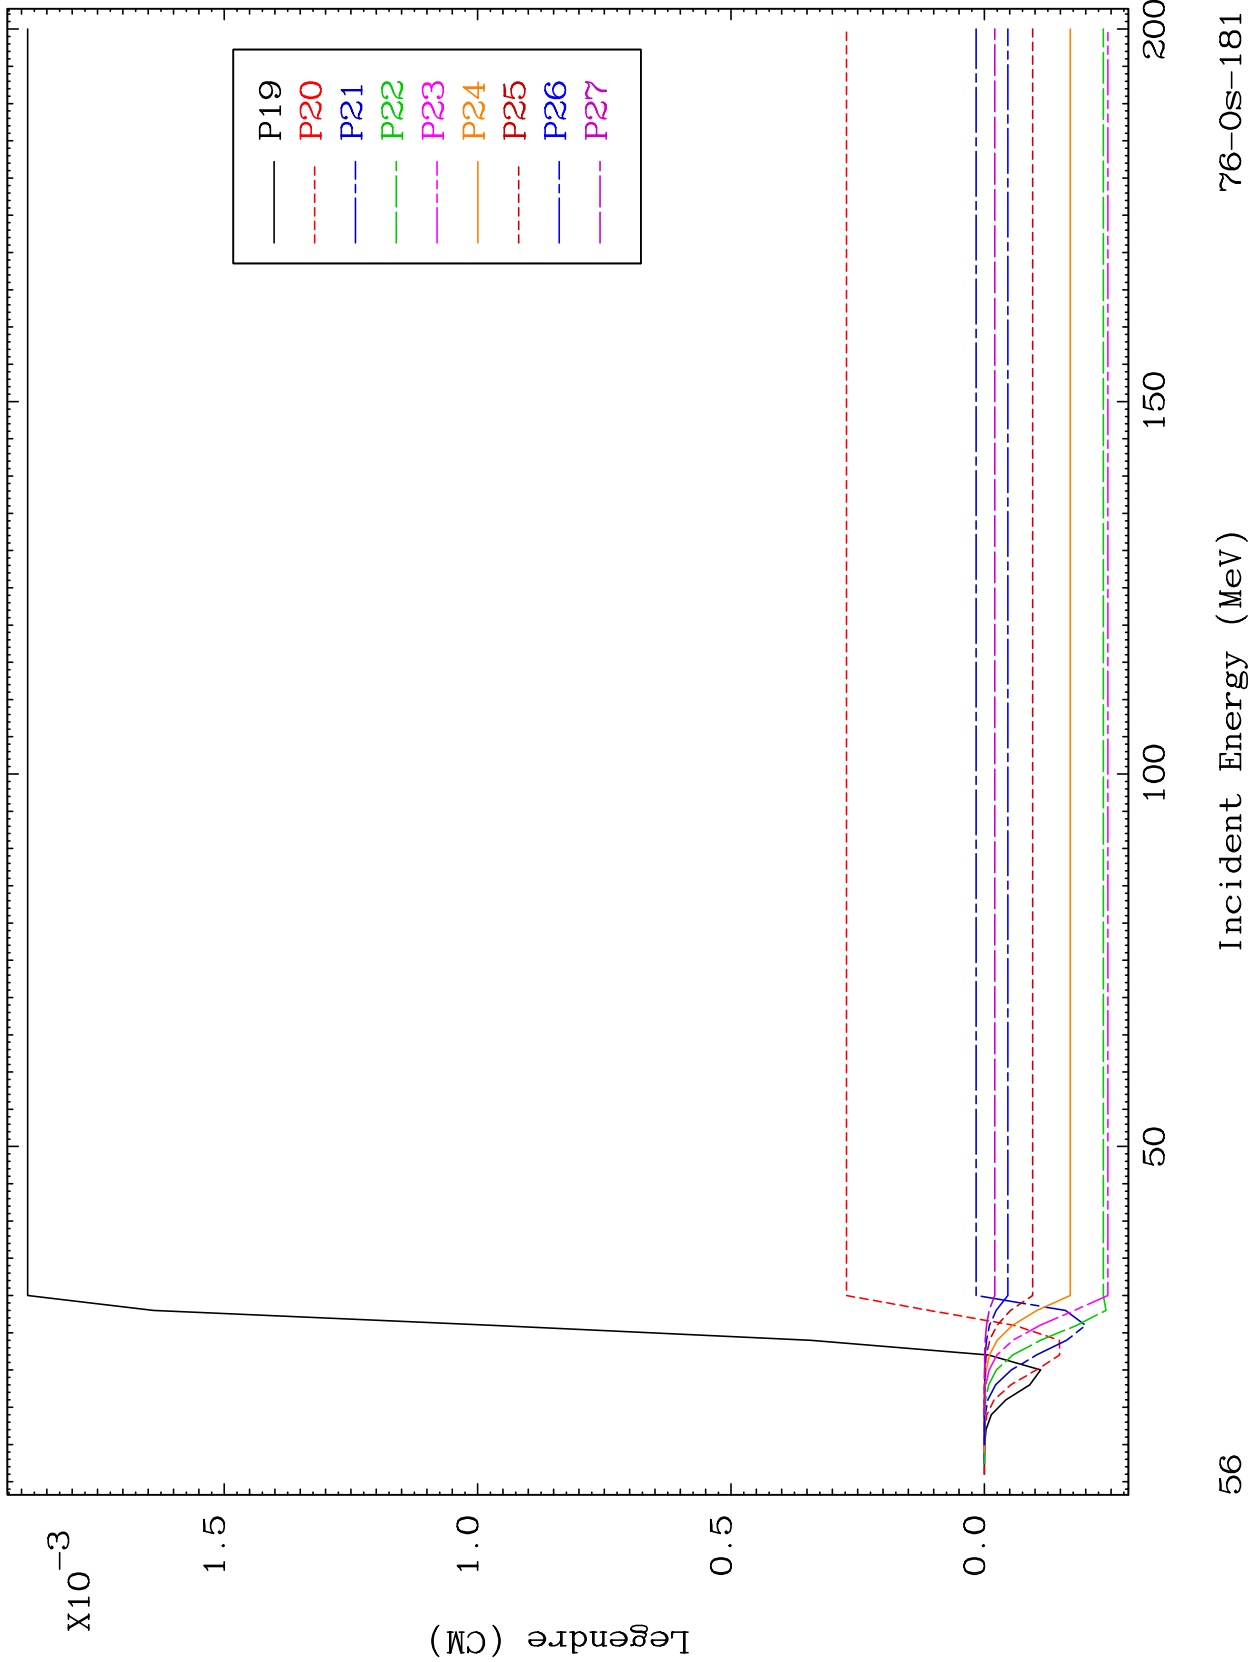 X10-3
Legendre (CM)
1.5
1.0
0.5
0.0
P19
P20
P21
P22
P23
P24
P25
P26
P27
50
100
150
200
Incident Energy (MeV)
56
76-Os-181